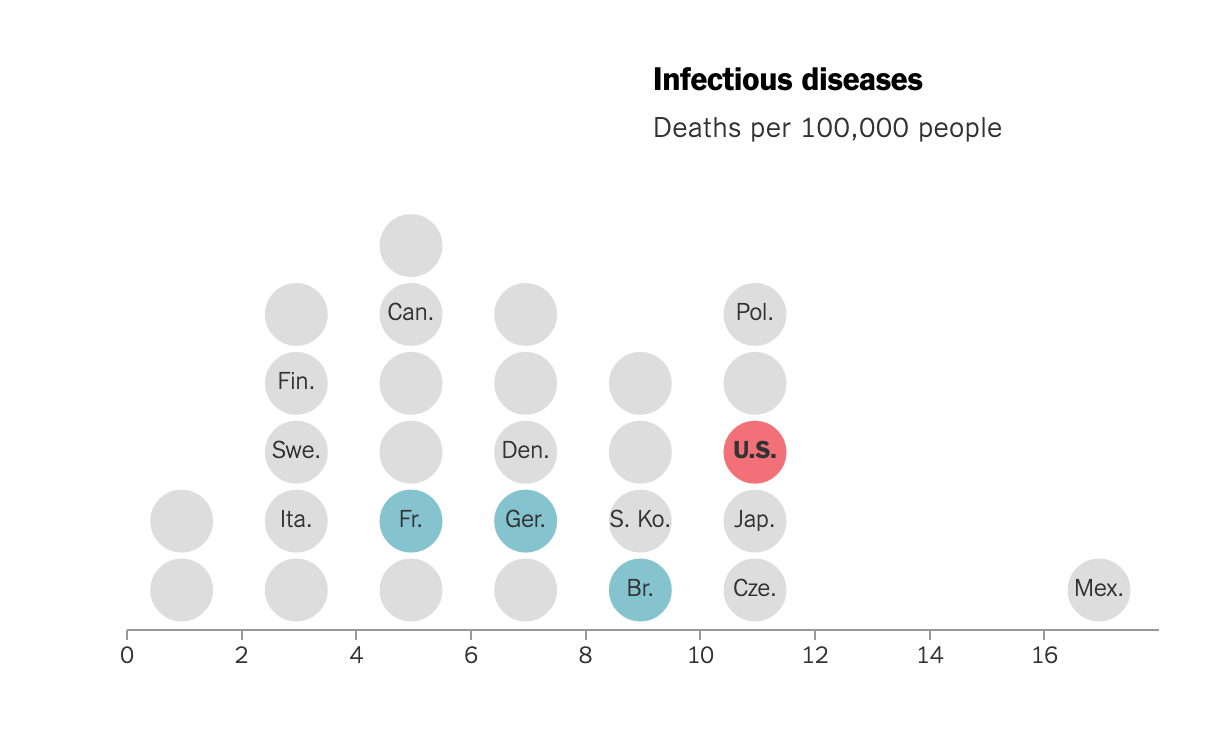 Infectious diseases
Deaths per 100,000 people
Can.
Pol.
Fin.
Swe.
Den.
U.S.
Ita.
Fr.
Ger.
S. Ko.
Jap.
Br.
Cze.
Mex.
0 2 4 6 8 10 12 14 16